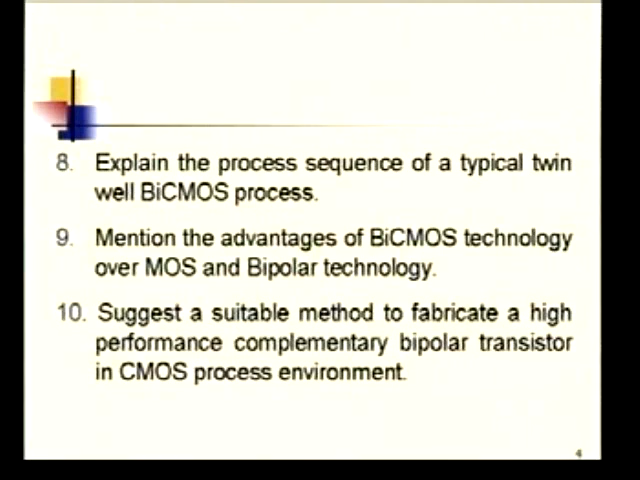 8. Explain the process sequence of a typical twin
well BiCMOS process.
9. Mention the advantages of BiCMOS technology
over MOS and Bipolar technology.
10. Suggest a suitable method to fabricate a high
performance complementary bipolar transistor
in CMOS process environment.
4